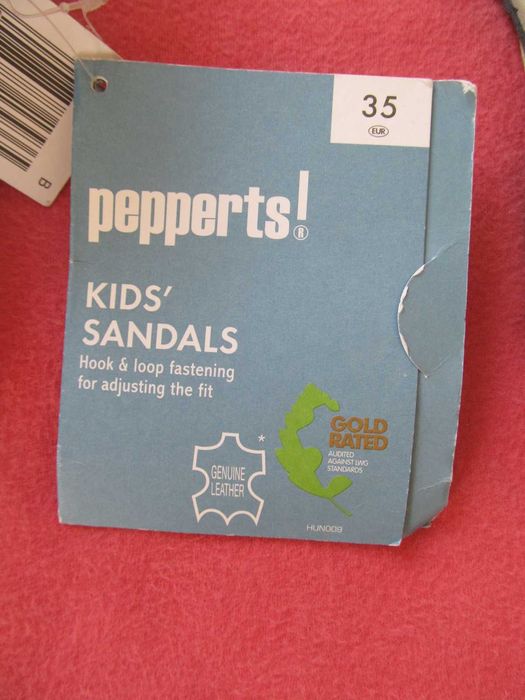 35
EUR
pepperts!®
KIDS'
SANDALS
Hook & loop fastening
for adjusting the fit
GENUINE
LEATHER
*
GOLD
RATED
AUDITED
AGAINST LWG
STANDARDS
HUN009
B